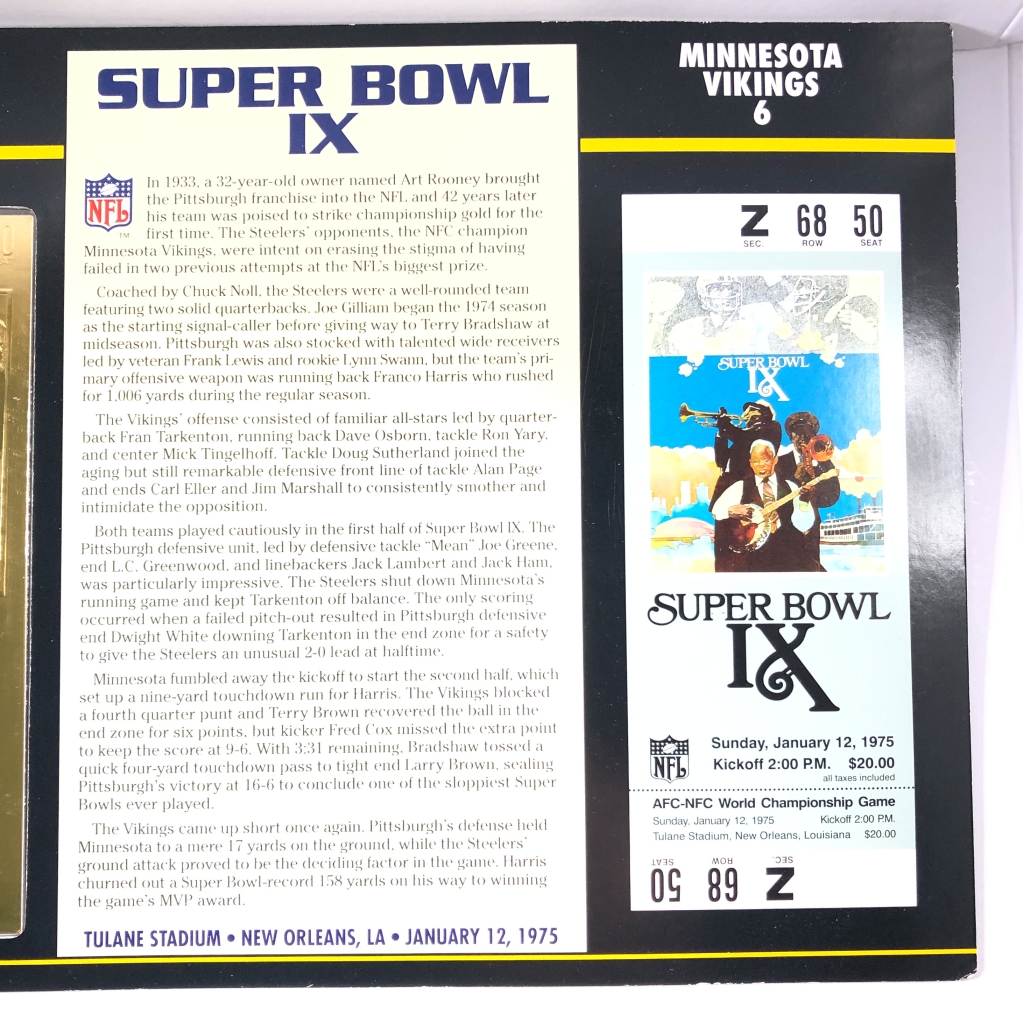 SUPER BOWL
IX
In 1933, a 32-year-old owner named Art Rooney brought
the Pittsburgh franchise into the NFL and 42 years later
his team was poised to strike championship gold for the
first time. The Steelers' opponents, the NFC champion
Minnesota Vikings, were intent on erasing the stigma of having
failed in two previous attempts at the NFL's biggest prize.
NFL
TM
Coached by Chuck Noll, the Steelers were a well-rounded team
featuring two solid quarterbacks. Joe Gilliam began the 1974 season
as the starting signal-caller before giving way to Terry Bradshaw at
midseason. Pittsburgh was also stocked with talented wide receivers
led by veteran Frank Lewis and rookie Lynn Swann, but the team's pri-
mary offensive weapon was running back Franco Harris who rushed
for 1,006 yards during the regular season.
The Vikings' offense consisted of familiar all-stars led by quarter-
back Fran Tarkenton, running back Dave Osborn, tackle Ron Yary,
and center Mick Tingelhoff. Tackle Doug Sutherland joined the
aging but still remarkable defensive front line of tackle Alan Page
and ends Carl Eller and Jim Marshall to consistently smother and
intimidate the opposition.
Both teams played cautiously in the first half of Super Bowl IX. The
Pittsburgh defensive unit, led by defensive tackle “Mean” Joe Greene,
end L.C. Greenwood, and linebackers Jack Lambert and Jack Ham,
was particularly impressive. The Steelers shut down Minnesota's
running game and kept Tarkenton off balance. The only scoring
occurred when a failed pitch-out resulted in Pittsburgh defensive
end Dwight White downing Tarkenton in the end zone for a safety
to give the Steelers an unusual 2-0 lead at halftime.
Minnesota fumbled away the kickoff to start the second half, which
set up a nine-yard touchdown run for Harris. The Vikings blocked
a fourth quarter punt and Terry Brown recovered the ball in the
end zone for six points, but kicker Fred Cox missed the extra point
to keep the score at 9-6. With 3:31 remaining, Bradshaw tossed a
quick four-yard touchdown pass to tight end Larry Brown, sealing
Pittsburgh's victory at 16-6 to conclude one of the sloppiest Super
Bowls ever played.
The Vikings came up short once again. Pittsburgh's defense held
Minnesota to a mere 17 yards on the ground, while the Steelers'
ground attack proved to be the deciding factor in the game. Harris
churned out a Super Bowl-record 158 yards on his way to winning
the game's MVP award.
TULANE STADIUM • NEW ORLEANS, LA • JANUARY 12, 1975
MINNESOTA
VIKINGS
6
Z 68 50
SEC. ROW SEAT
SUPER BOWL
IX
SUPER BOWL
IX
NFL
Sunday, January 12, 1975
Kickoff 2:00 P.M. $20.00
all taxes included
AFC-NFC World Championship Game
Sunday, January 12, 1975 Kickoff 2:00 P.M.
Tulane Stadium, New Orleans, Louisiana $20.00
Z 68 50
SEC. ROW SEAT